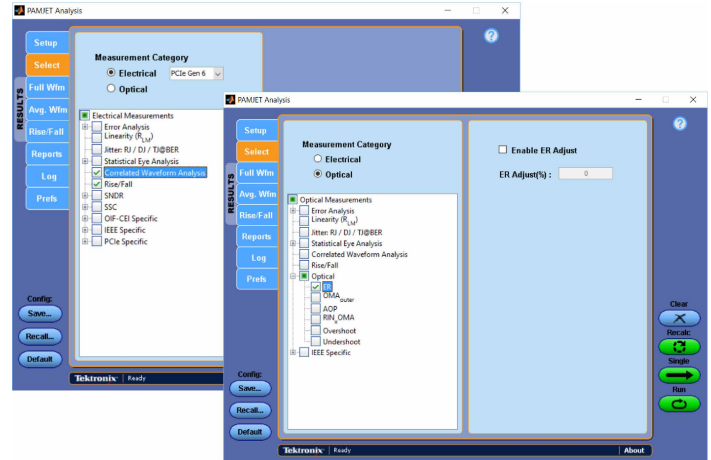 PAMJET Analysis
Setup
Select
Full Wfm
Avg. Wfm
Rise/Fall
Reports
Log
Prefs
RESULTS
Config:
Save...
Recall...
Default
Measurement Category
Electrical
PCIe Gen 6
Optical
Electrical Measurements
Error Analysis
Linearity (RLM)
Jitter: RJ / DJ / TJ@BER
Statistical Eye Analysis
Correlated Waveform Analysis
Rise/Fall
SNDR
SSC
OIF-CEI Specific
IEEE Specific
PCIe Specific
Tektronix Ready
?
PAMJET Analysis
Setup
Select
Full Wfm
Avg. Wfm
Rise/Fall
Reports
Log
Prefs
RESULTS
Config:
Save...
Recall...
Default
Measurement Category
Electrical
Optical
Optical Measurements
Error Analysis
Linearity (RLM)
Jitter: RJ / DJ / TJ@BER
Statistical Eye Analysis
Correlated Waveform Analysis
Rise/Fall
Optical
ER
OMAouter
AOP
RINxOMA
Overshoot
Undershoot
IEEE Specific
Enable ER Adjust
ER Adjust(%) : 0
?
Clear
Recalc
Single
Run
Tektronix Ready About